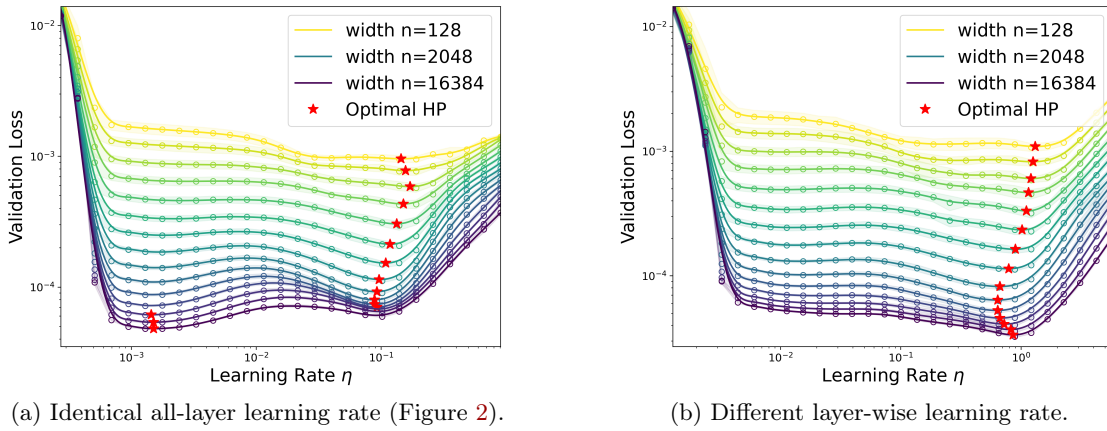 10⁻²
10⁻³
10⁻⁴
Validation Loss
width n=128
width n=2048
width n=16384
Optimal HP
10⁻³
10⁻²
10⁻¹
Learning Rate η
(a) Identical all-layer learning rate (Figure 2).
10⁻²
10⁻³
10⁻⁴
Validation Loss
width n=128
width n=2048
width n=16384
Optimal HP
10⁻²
10⁻¹
10⁰
Learning Rate η
(b) Different layer-wise learning rate.